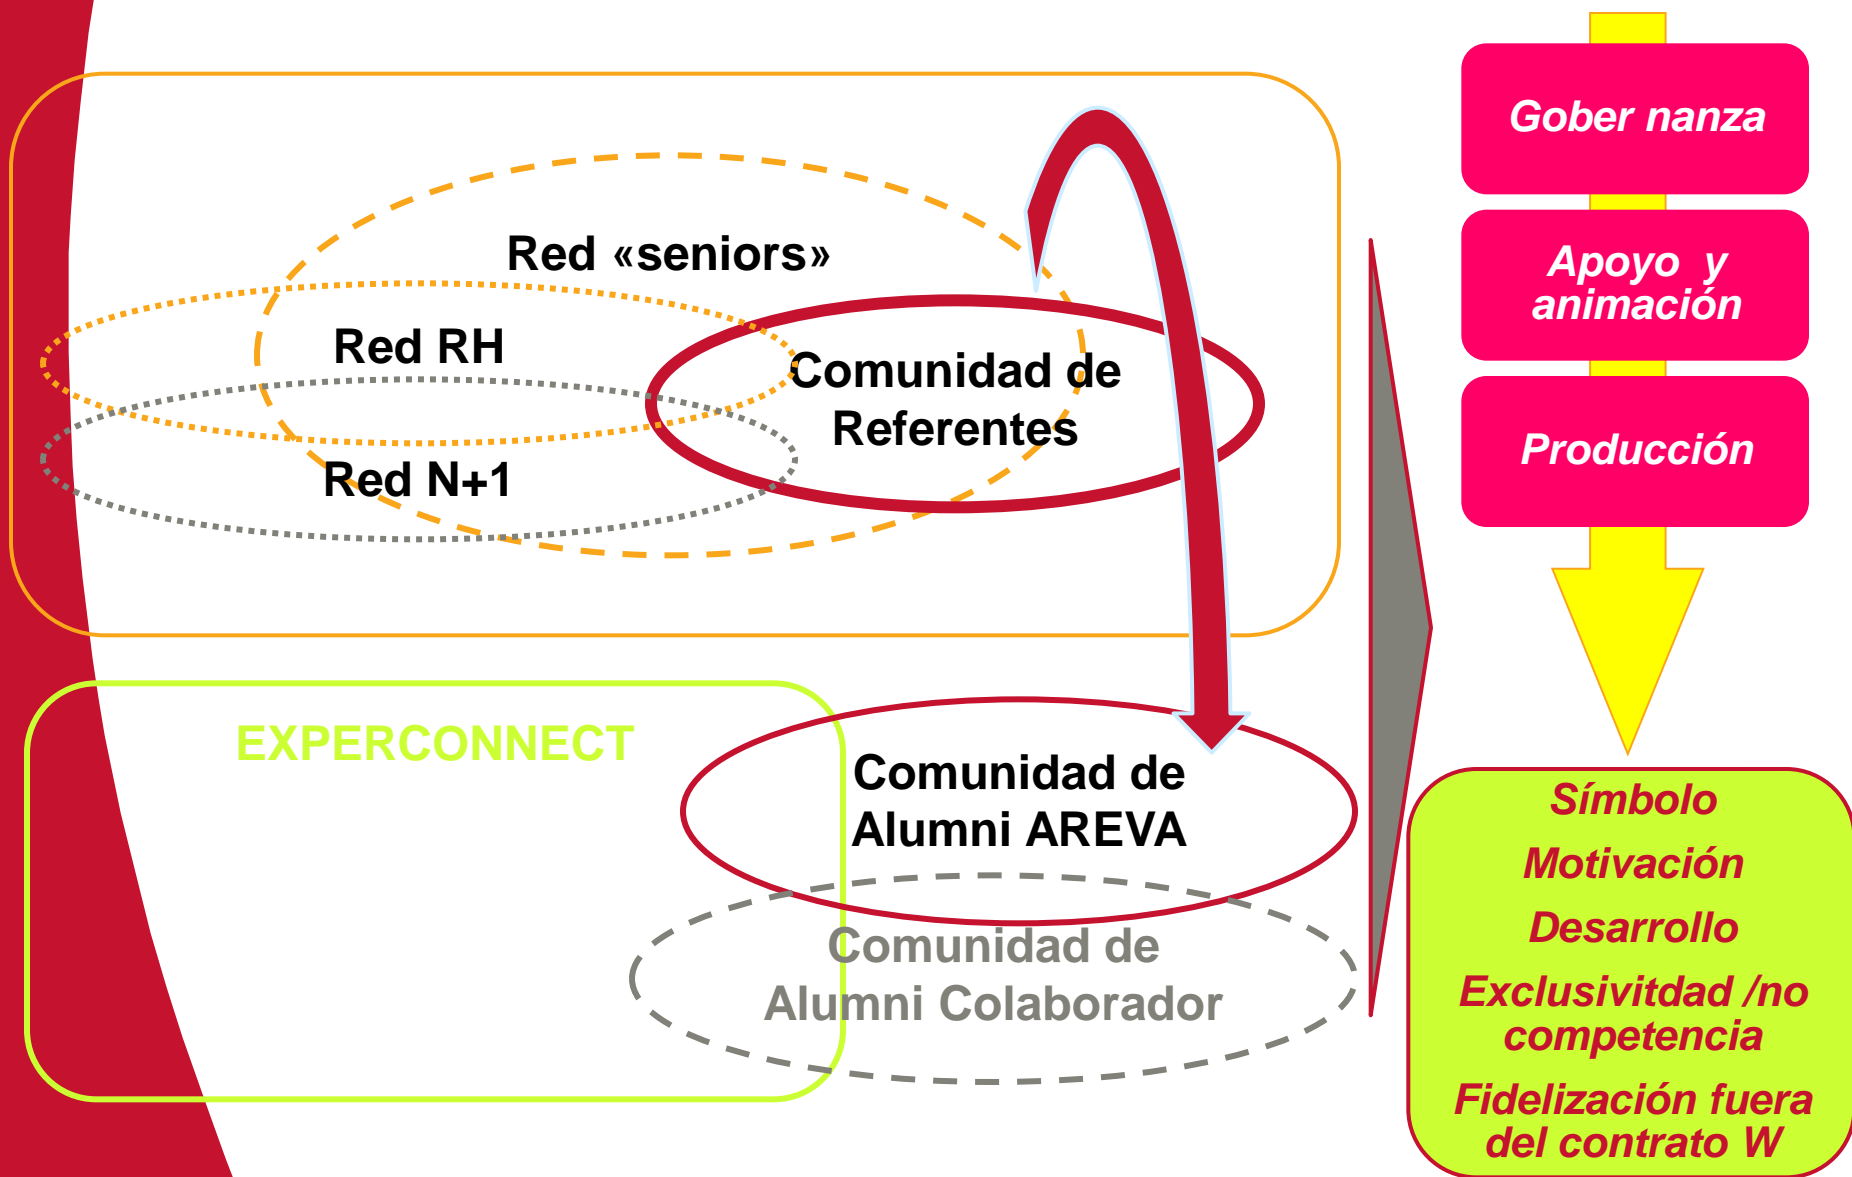 Red «seniors»
Red RH
Comunidad de
Referentes
Red N+1
EXPERCONNECT
Comunidad de
Alumni AREVA
Comunidad de
Alumni Colaborador
Gober nanza
Apoyo y
animación
Producción
Símbolo
Motivación
Desarrollo
Exclusivitdad /no
competencia
Fidelización fuera
del contrato W